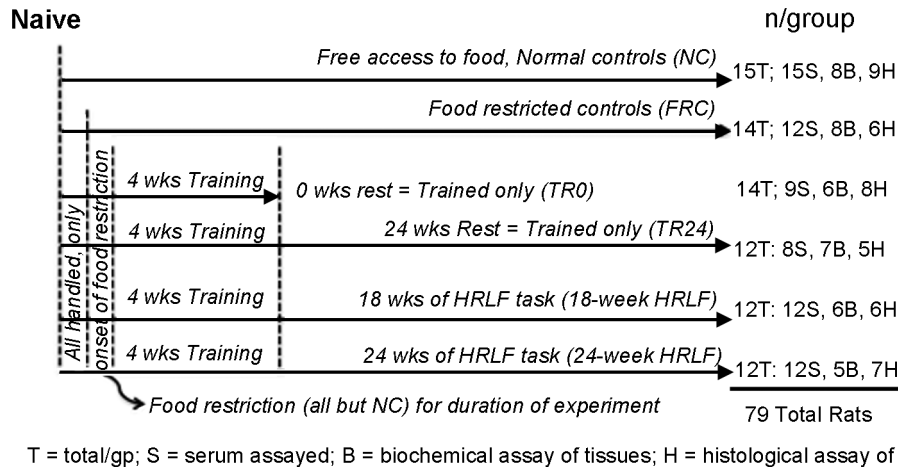 Naive
n/group
Free access to food, Normal controls (NC)
15T; 15S, 8B, 9H
Food restricted controls (FRC)
14T; 12S, 8B, 6H
All handled, only
onset of food restriction
4 wks Training
0 wks rest = Trained only (TR0)
14T; 9S, 6B, 8H
4 wks Training
24 wks Rest = Trained only (TR24)
12T: 8S, 7B, 5H
4 wks Training
18 wks of HRLF task (18-week HRLF)
12T: 12S, 6B, 6H
4 wks Training
24 wks of HRLF task (24-week HRLF)
12T: 12S, 5B, 7H
Food restriction (all but NC) for duration of experiment
79 Total Rats
T = total/gp; S = serum assayed; B = biochemical assay of tissues; H = histological assay of